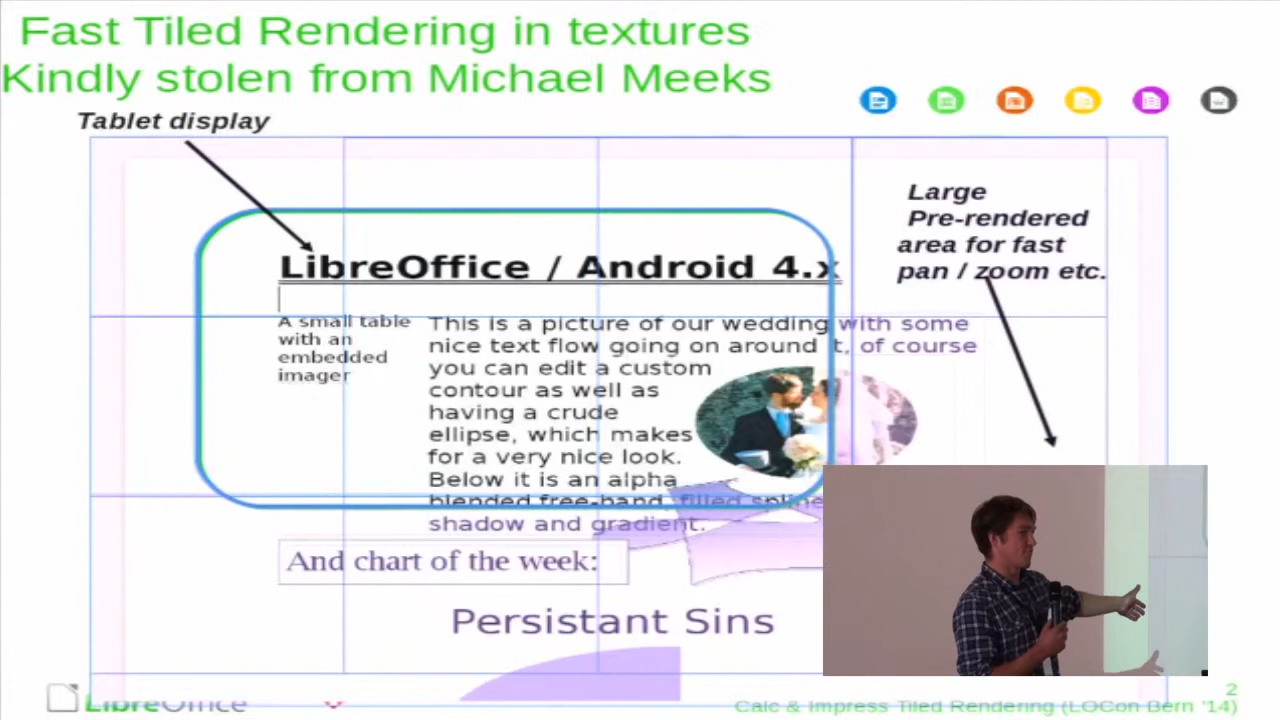 Fast Tiled Rendering in textures
Kindly stolen from Michael Meeks
Tablet display
Large
Pre-rendered
area for fast
pan / zoom etc.
LibreOffice / Android 4.x
A small table
with an
embedded
imager
This is a picture of our wedding with some
nice text flow going on around it, of course
you can edit a custom
contour as well as
having a crude
ellipse, which makes
for a very nice look.
Below it is an alpha
blended free-hand, filled spline
shadow and gradient.
And chart of the week:
Persistant Sins
LibreOffice
2
Calc & Impress Tiled Rendering (LOCon Bern '14)